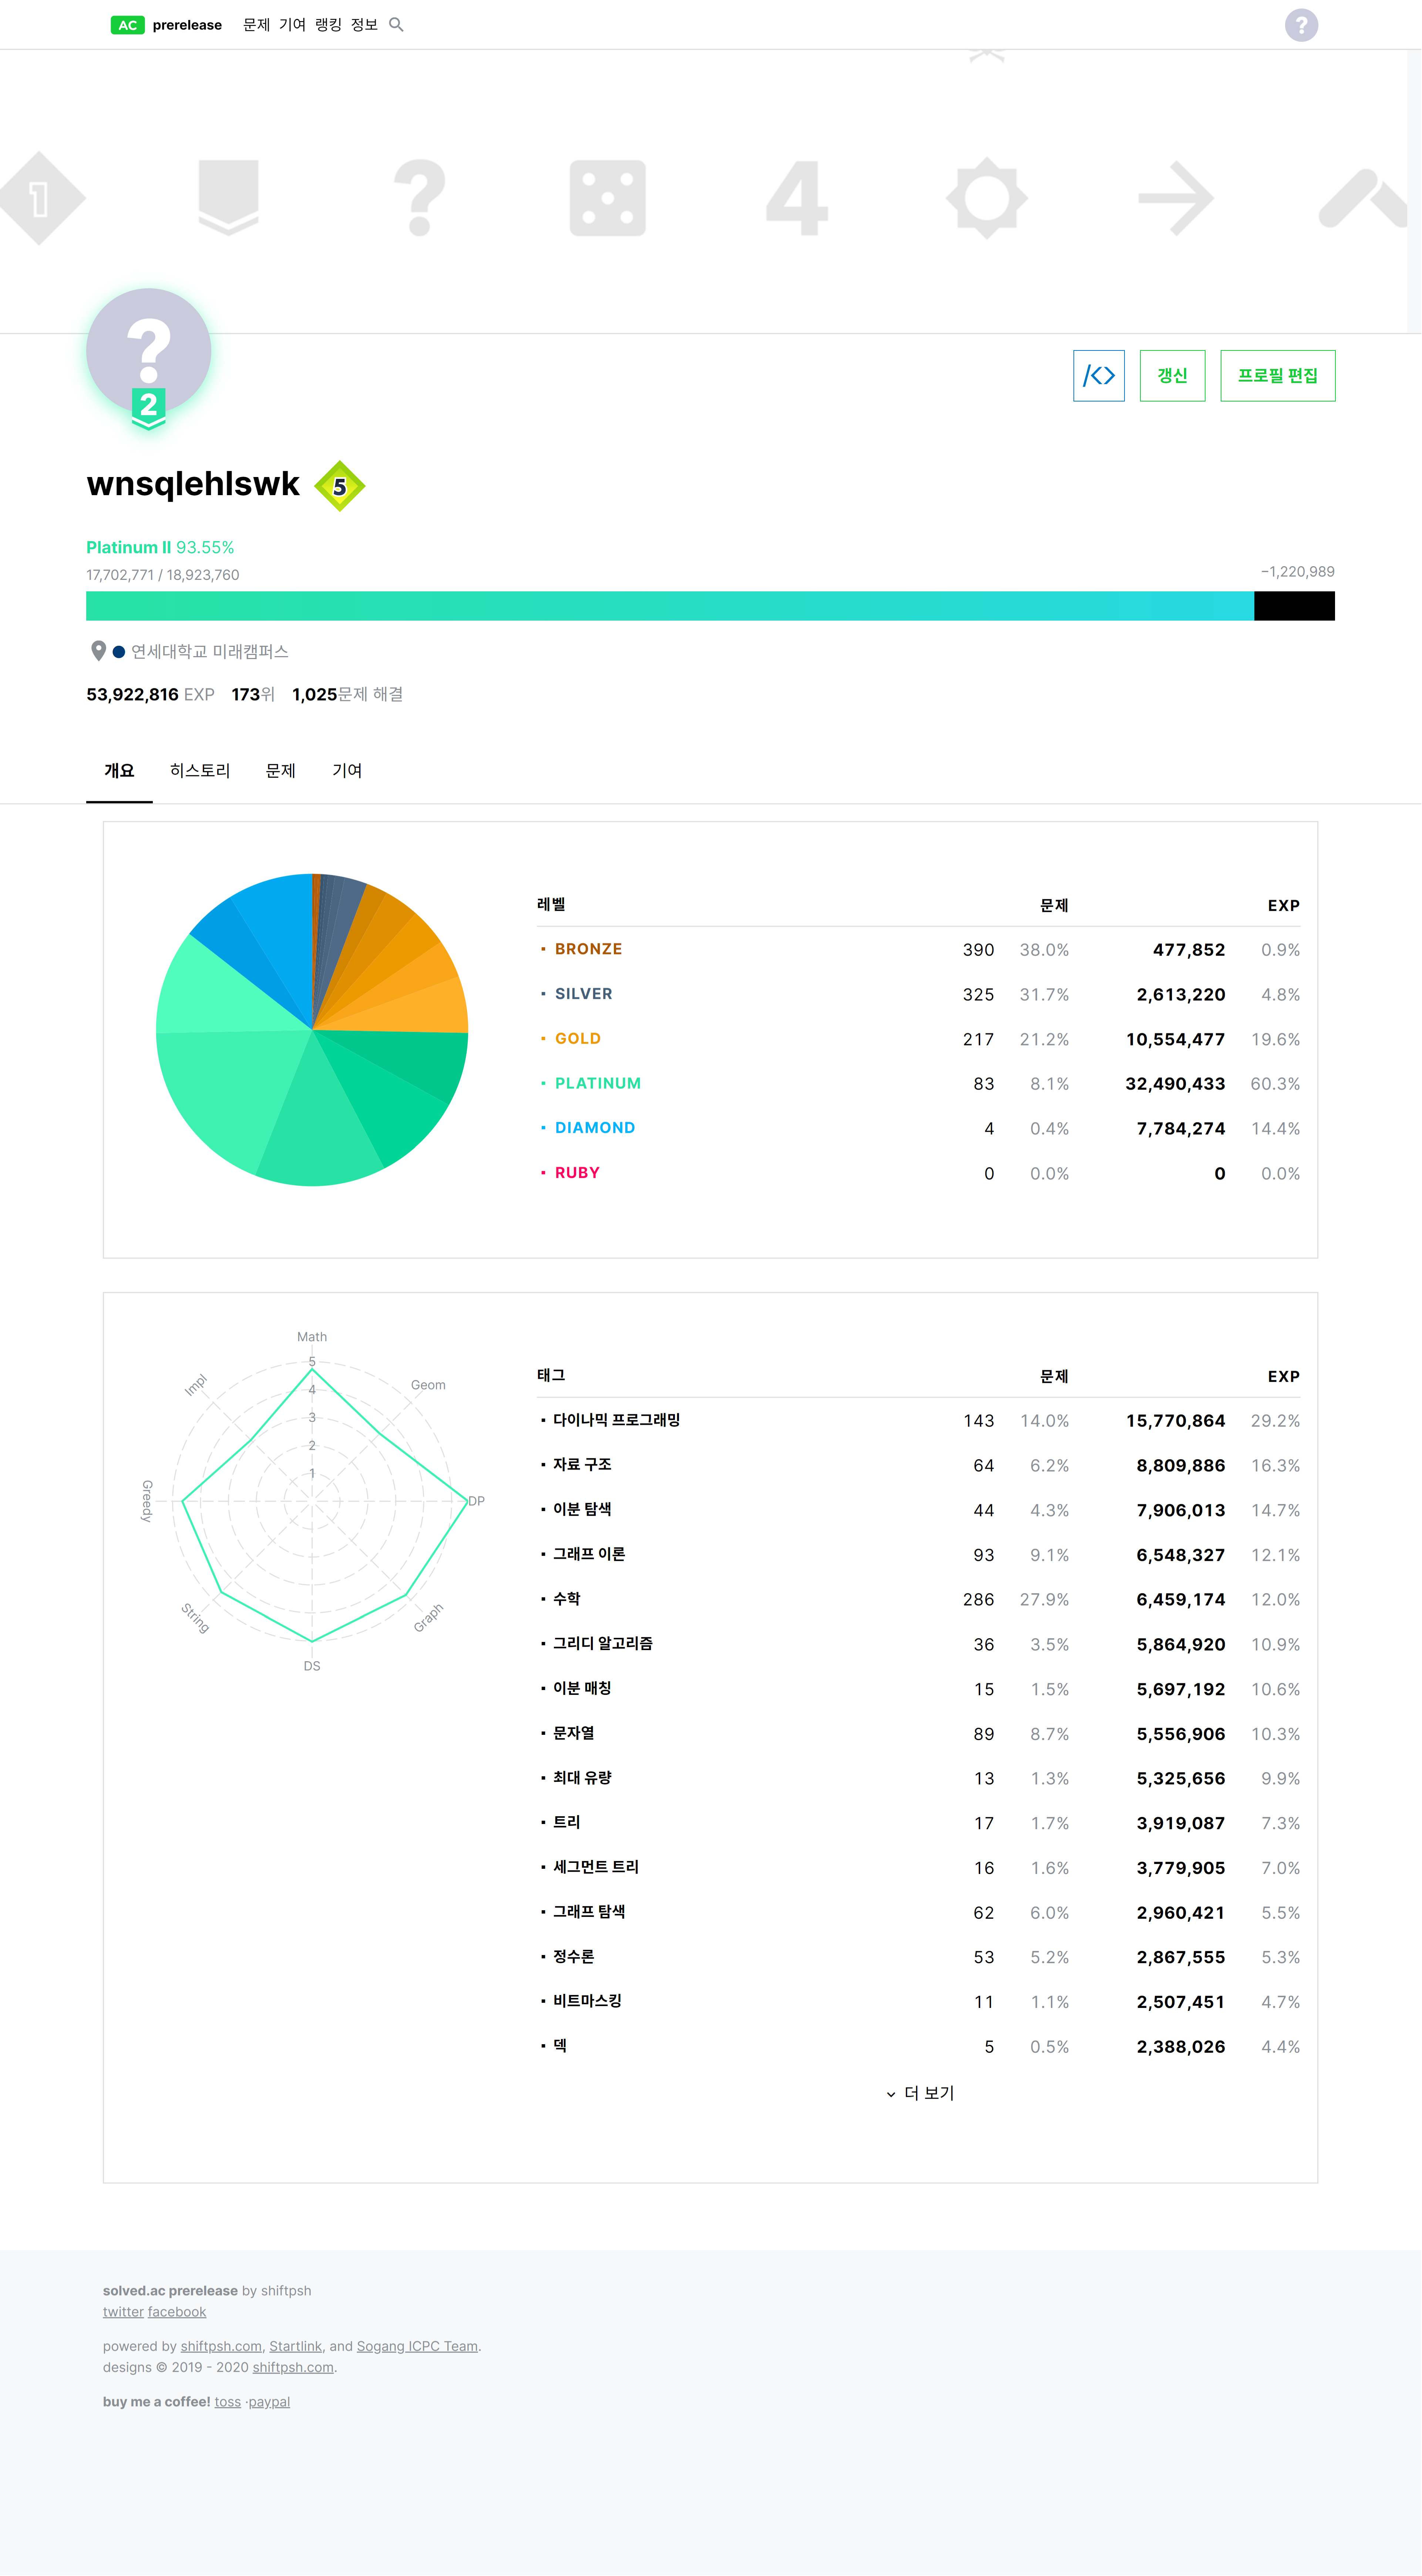 AC prerelease 문제 기여 랭킹 정보 ?
1 ? 4
?
2
/<> 갱신 프로필 편집
wnsqlehlswk 5
Platinum II 93.55%
17,702,771 / 18,923,760 −1,220,989
연세대학교 미래캠퍼스
53,922,816 EXP 173위 1,025문제 해결
개요 히스토리 문제 기여
레벨 문제 EXP
BRONZE 390 38.0% 477,852 0.9%
SILVER 325 31.7% 2,613,220 4.8%
GOLD 217 21.2% 10,554,477 19.6%
PLATINUM 83 8.1% 32,490,433 60.3%
DIAMOND 4 0.4% 7,784,274 14.4%
RUBY 0 0.0% 0 0.0%
Math
5
4
3
2
1
Impl
Geom
Greedy
DP
String
Graph
DS
태그 문제 EXP
다이나믹 프로그래밍 143 14.0% 15,770,864 29.2%
자료 구조 64 6.2% 8,809,886 16.3%
이분 탐색 44 4.3% 7,906,013 14.7%
그래프 이론 93 9.1% 6,548,327 12.1%
수학 286 27.9% 6,459,174 12.0%
그리디 알고리즘 36 3.5% 5,864,920 10.9%
이분 매칭 15 1.5% 5,697,192 10.6%
문자열 89 8.7% 5,556,906 10.3%
최대 유량 13 1.3% 5,325,656 9.9%
트리 17 1.7% 3,919,087 7.3%
세그먼트 트리 16 1.6% 3,779,905 7.0%
그래프 탐색 62 6.0% 2,960,421 5.5%
정수론 53 5.2% 2,867,555 5.3%
비트마스킹 11 1.1% 2,507,451 4.7%
덱 5 0.5% 2,388,026 4.4%
더 보기
solved.ac prerelease by shiftpsh
twitter facebook
powered by shiftpsh.com, Startlink, and Sogang ICPC Team.
designs © 2019 - 2020 shiftpsh.com.
buy me a coffee! toss ·paypal